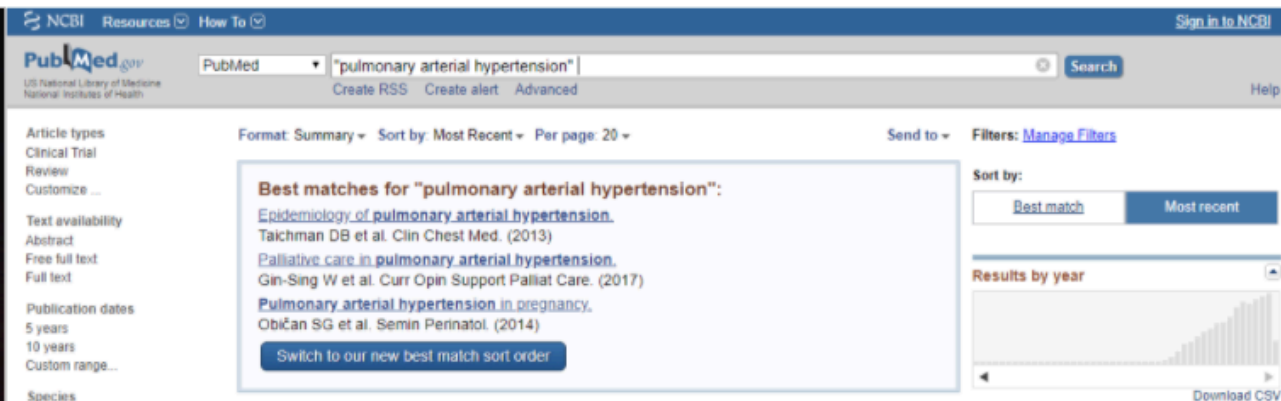 NCBI Resources How To Sign in to NCBI
PubMed.gov
US National Library of Medicine
National Institutes of Health
PubMed "pulmonary arterial hypertension" Search
Create RSS Create alert Advanced
Help
Article types
Clinical Trial
Review
Customize ...
Text availability
Abstract
Free full text
Full text
Publication dates
5 years
10 years
Custom range...
Species
Format: Summary Sort by: Most Recent Per page: 20 Send to
Best matches for "pulmonary arterial hypertension":
Epidemiology of pulmonary arterial hypertension.
Taichman DB et al. Clin Chest Med. (2013)
Palliative care in pulmonary arterial hypertension.
Gin-Sing W et al. Curr Opin Support Palliat Care. (2017)
Pulmonary arterial hypertension in pregnancy.
Običan SG et al. Semin Perinatol. (2014)
Switch to our new best match sort order
Filters: Manage Filters
Sort by:
Best match Most recent
Results by year
Download CSV